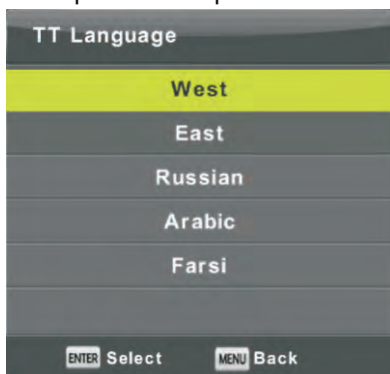 TT Language
West
East
Russian
Arabic
Farsi
ENTER Select MENU Back